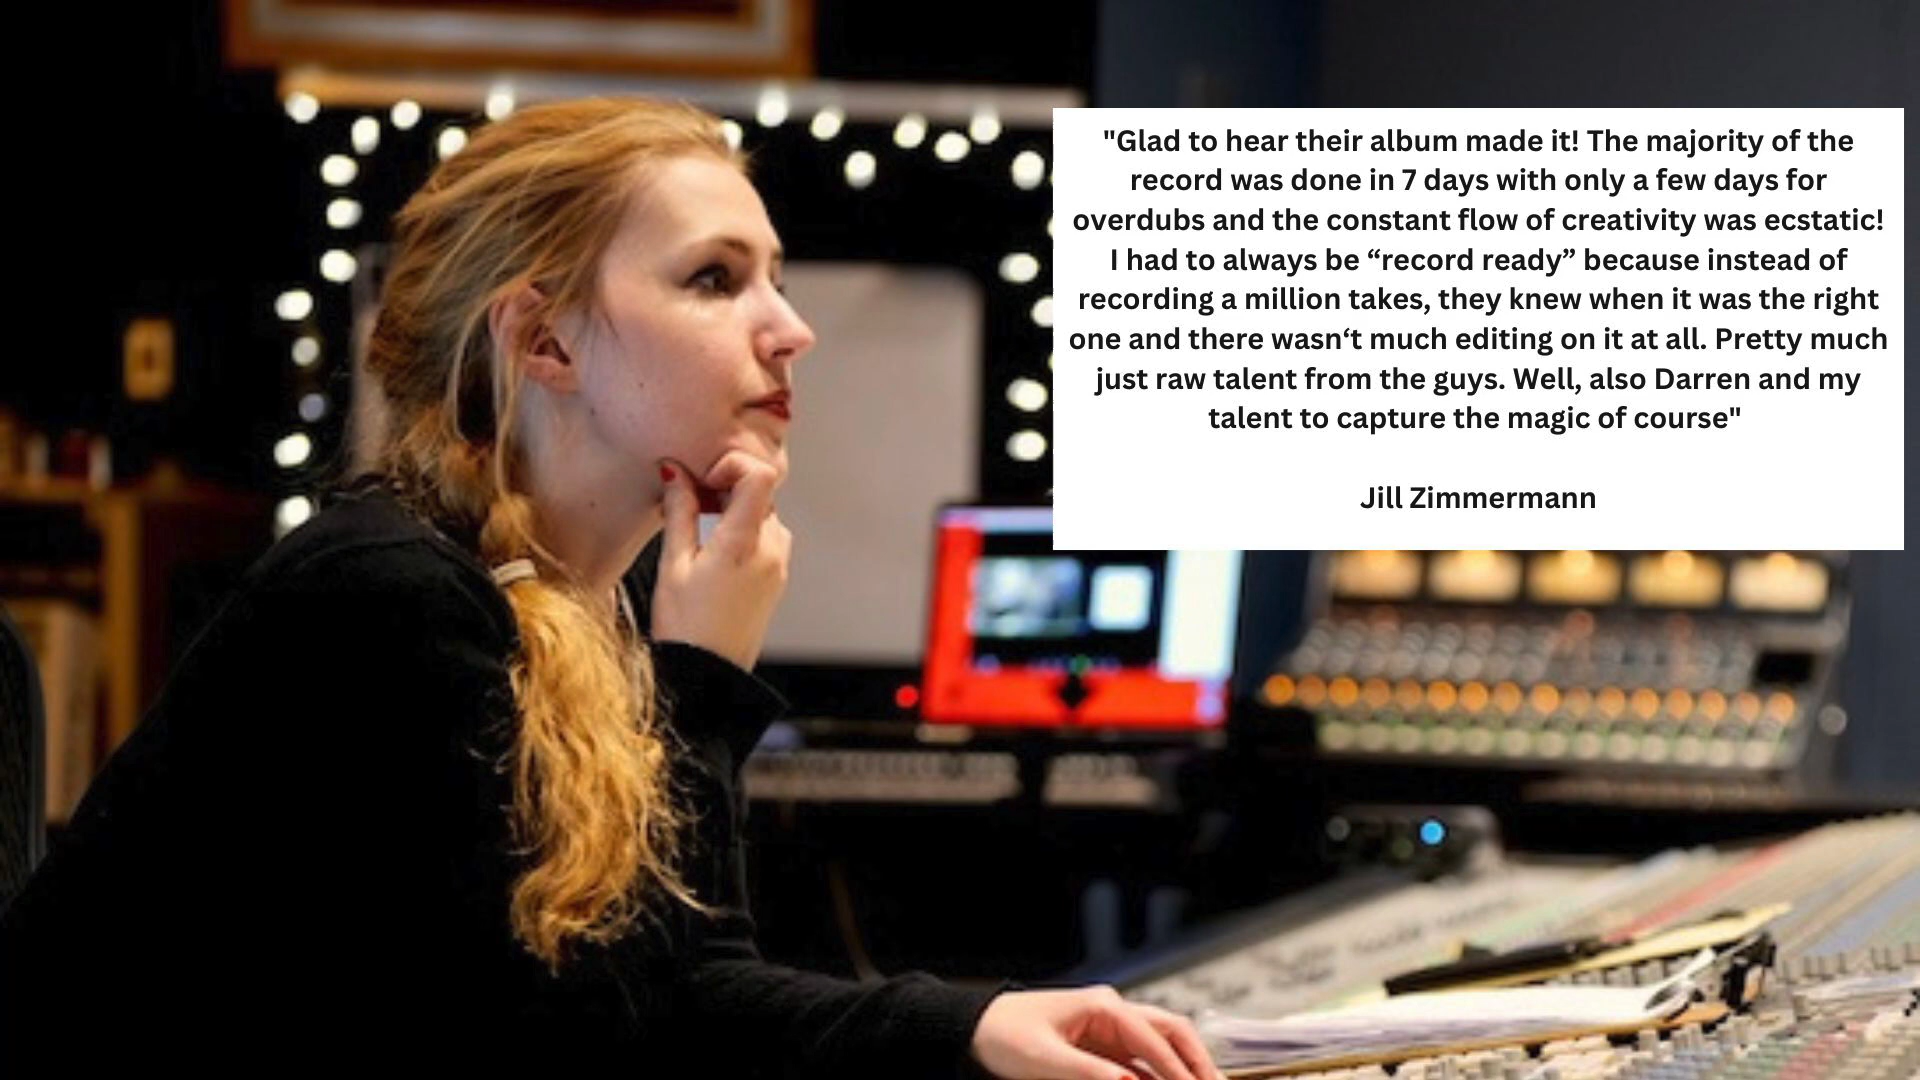 "Glad to hear their album made it! The majority of the
record was done in 7 days with only a few days for
overdubs and the constant flow of creativity was ecstatic!
I had to always be “record ready” because instead of
recording a million takes, they knew when it was the right
one and there wasn‘t much editing on it at all. Pretty much
just raw talent from the guys. Well, also Darren and my
talent to capture the magic of course"
Jill Zimmermann